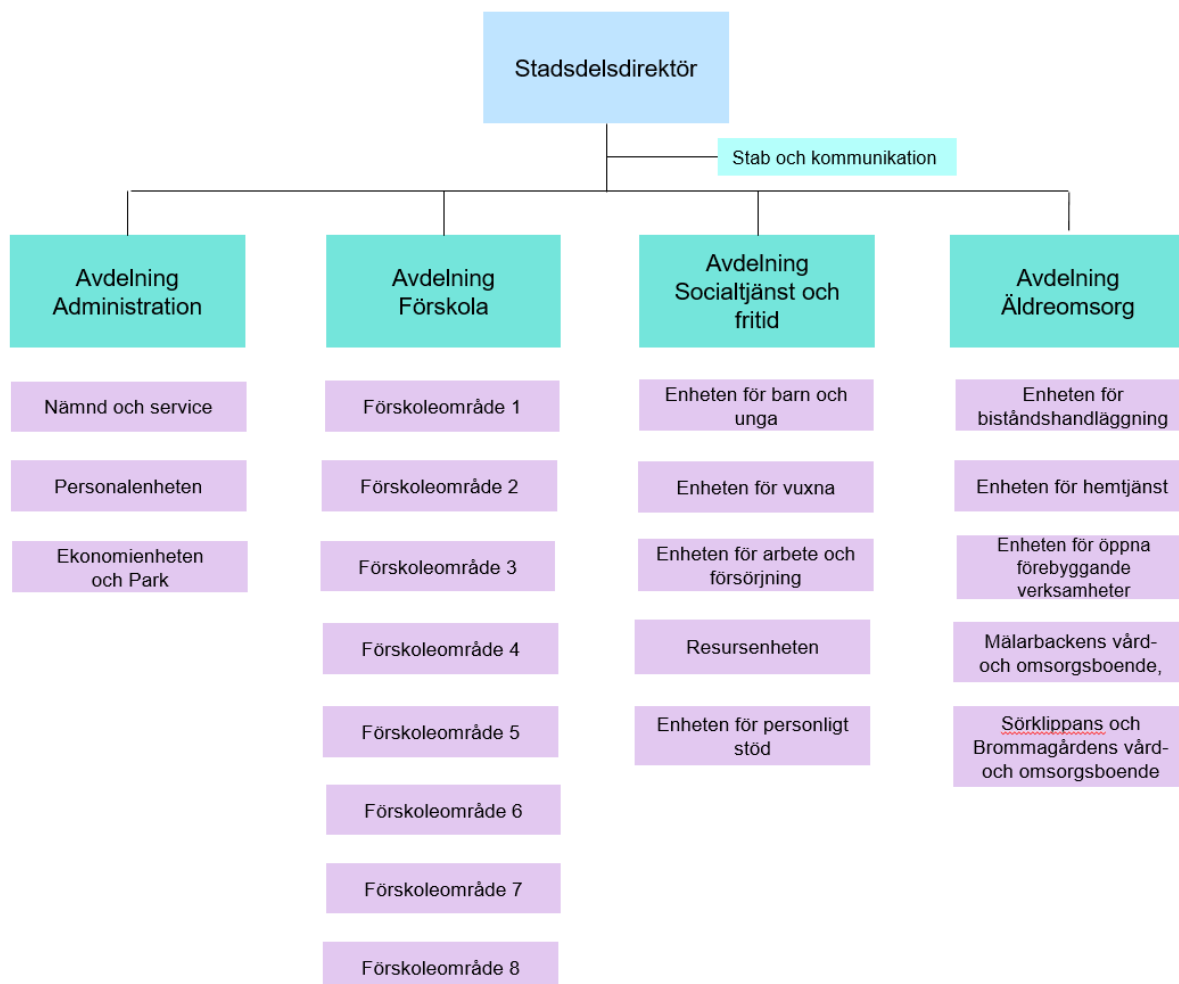 Stadsdelsdirektör
Stab och kommunikation
Avdelning
Administration
Nämnd och service
Personalenheten
Ekonomienheten
och Park
Avdelning
Förskola
Förskoleområde 1
Förskoleområde 2
Förskoleområde 3
Förskoleområde 4
Förskoleområde 5
Förskoleområde 6
Förskoleområde 7
Förskoleområde 8
Avdelning
Socialtjänst och
fritid
Enheten för barn och
unga
Enheten för vuxna
Enheten för arbete och
försörjning
Resursenheten
Enheten för personligt
stöd
Avdelning
Äldreomsorg
Enheten för
biståndshandläggning
Enheten för hemtjänst
Enheten för öppna
förebyggande
verksamheter
Mälarbackens vård-
och omsorgsboende,
Sörklippans och
Brommagårdens vård-
och omsorgsboende